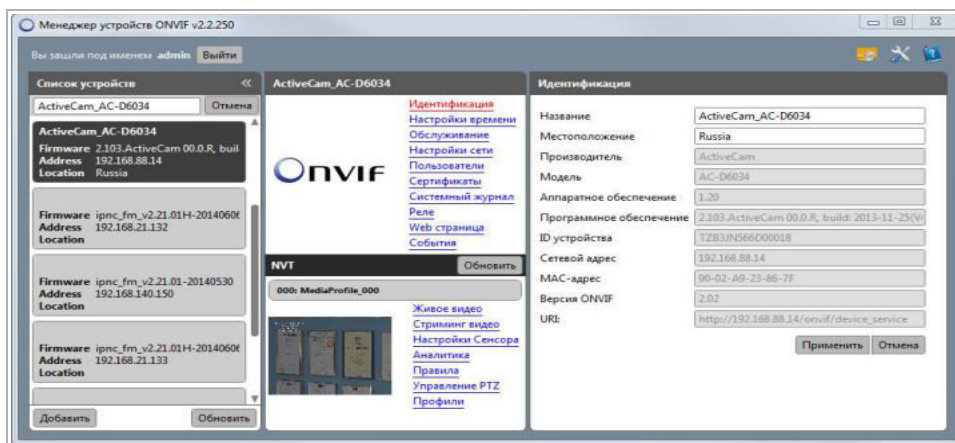 Менеджер устройств ONVIF v2.2.250
Вы зашли под именем admin Выйти
Список устройств «
ActiveCam_AC-D6034 Отмена
ActiveCam_AC-D6034
Firmware 2.103.ActiveCam 00.0.R, buil
Address 192.168.88.14
Location Russia
Firmware ipnc_fm_v2.21.01H-2014060
Address 192.168.21.132
Location
Firmware ipnc_fm_v2.21.01-20140530
Address 192.168.140.150
Location
Firmware ipnc_fm_v2.21.01H-2014060
Address 192.168.21.133
Location
Добавить Обновить
ActiveCam_AC-D6034
ONVIF
Идентификация
Настройки времени
Обслуживание
Настройки сети
Пользователи
Сертификаты
Системный журнал
Реле
Web страница
События
NVT Обновить
000: MediaProfile_000
Живое видео
Стриминг видео
Настройки Сенсора
Аналитика
Правила
Управление PTZ
Профили
Идентификация
Название ActiveCam_AC-D6034
Местоположение Russia
Производитель ActiveCam
Модель AC-D6034
Аппаратное обеспечение 1.20
Программное обеспечение 2.103.ActiveCam 00.0.R, build: 2013-11-25(V
ID устройства TZB3JN566D00018
Сетевой адрес 192.168.88.14
MAC-адрес 90-02-A9-23-86-7F
Версия ONVIF 2.02
URI: http://192.168.88.14/onvif/device_service
Применить Отмена